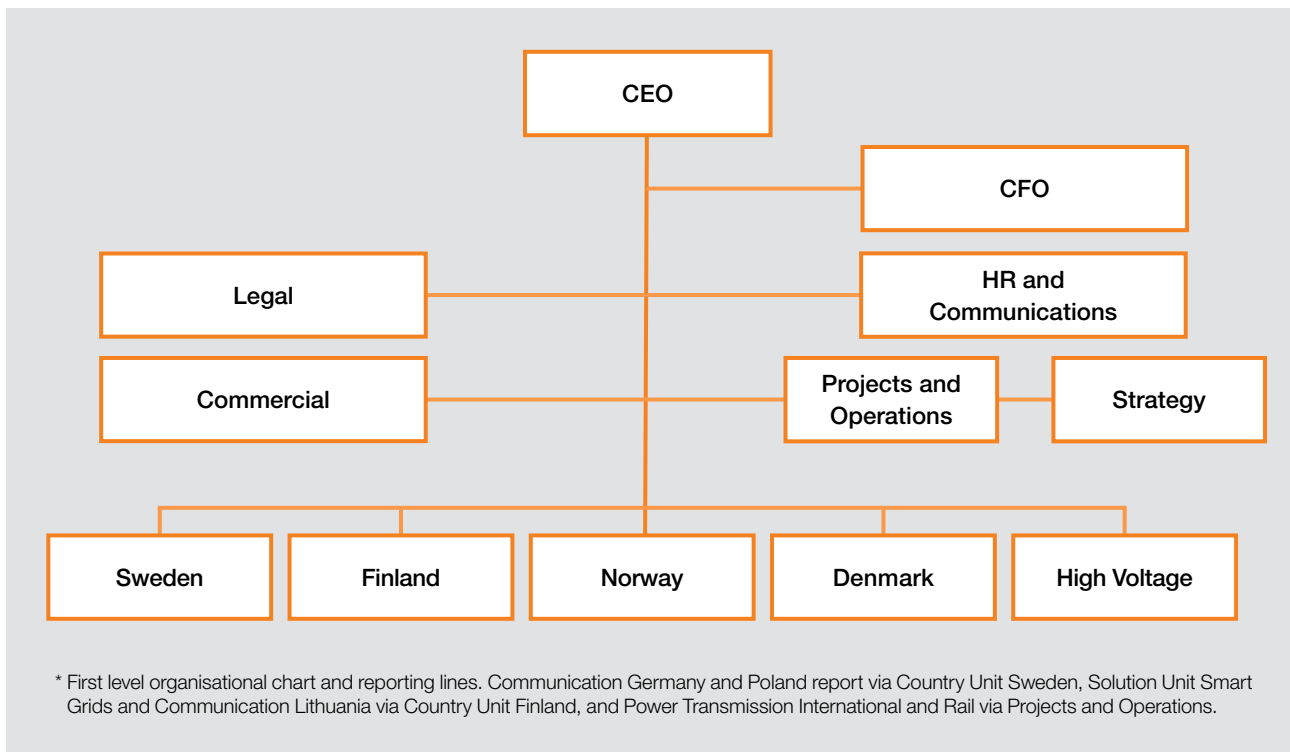 CEO
CFO
Legal
HR and
Communications
Commercial
Projects and
Operations
Strategy
Sweden
Finland
Norway
Denmark
High Voltage
* First level organisational chart and reporting lines. Communication Germany and Poland report via Country Unit Sweden, Solution Unit Smart
Grids and Communication Lithuania via Country Unit Finland, and Power Transmission International and Rail via Projects and Operations.